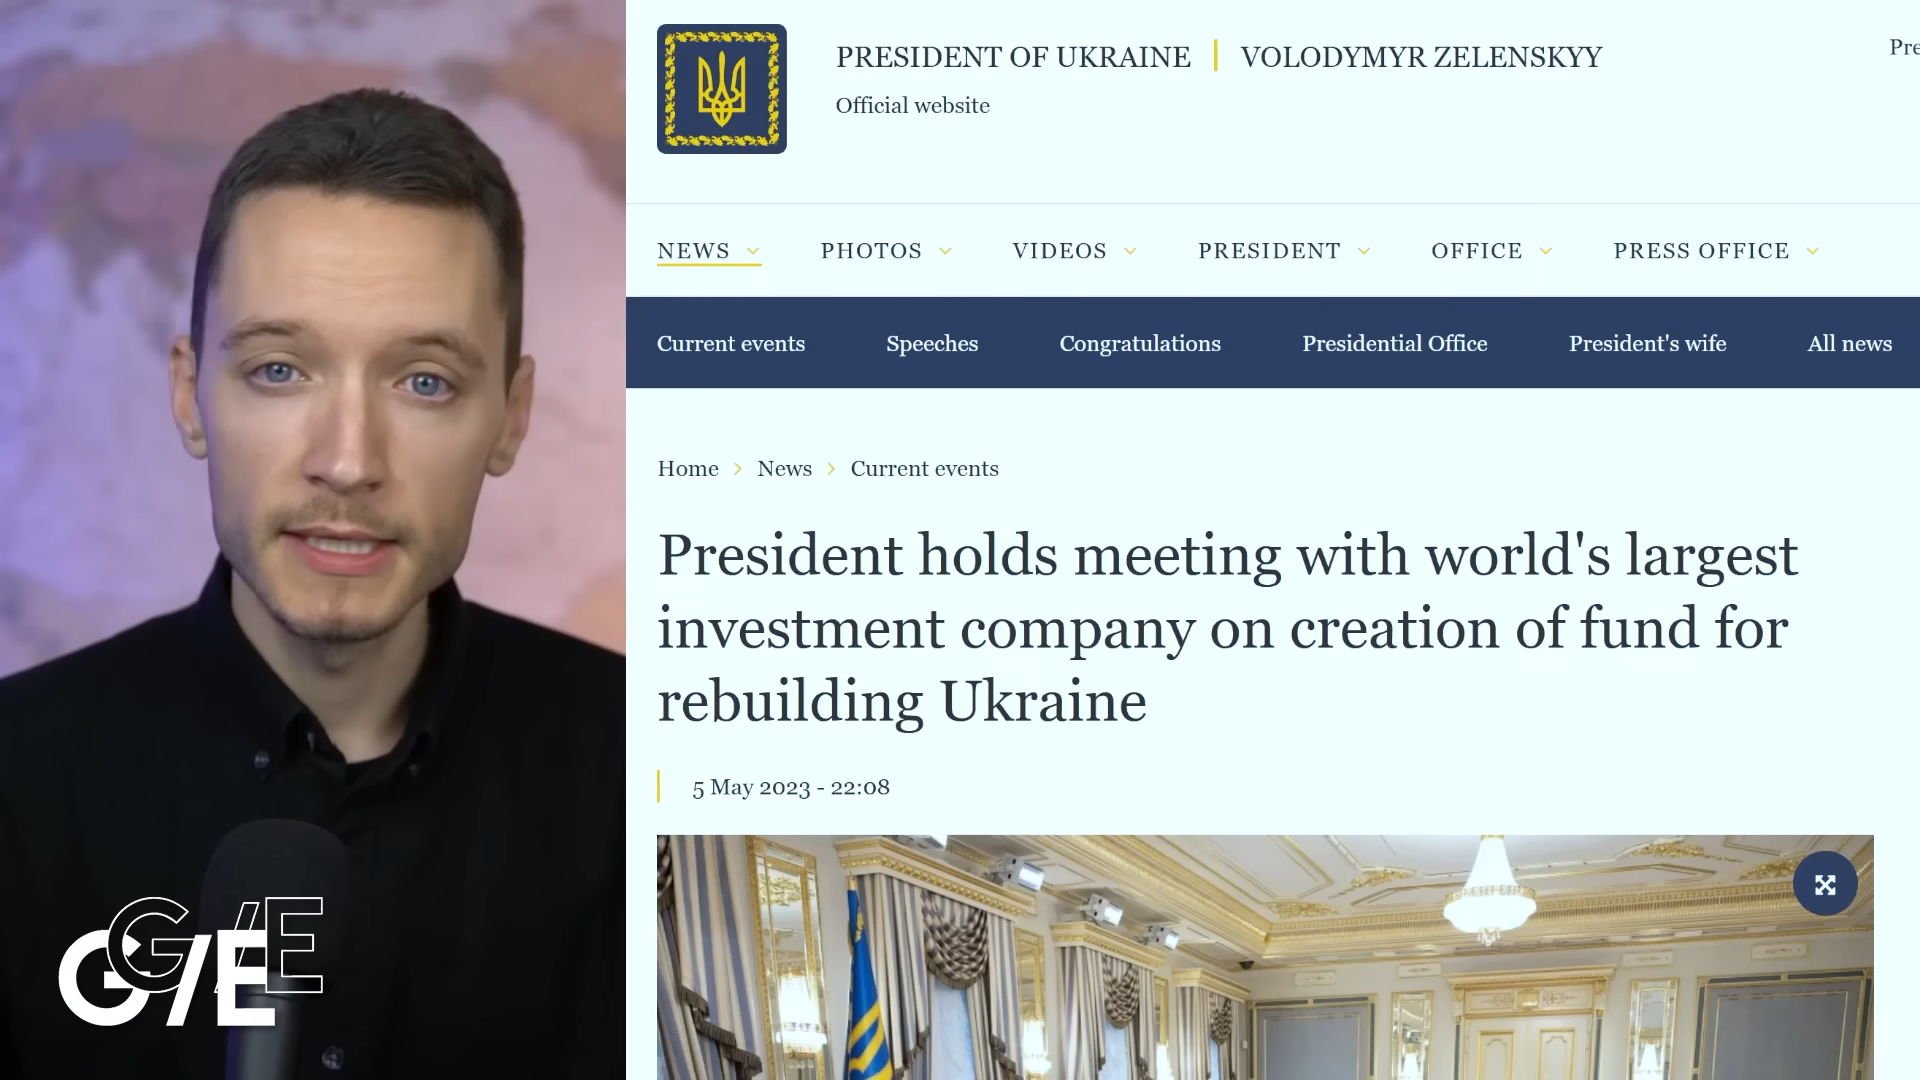 PRESIDENT OF UKRAINE
VOLODYMYR ZELENSKYY
Pre
Official website
NEWS
PHOTOS
VIDEOS
PRESIDENT
OFFICE
PRESS OFFICE
Current events
Speeches
Congratulations
Presidential Office
President's wife
All news
Home
News
Current events
President holds meeting with world's largest
investment company on creation of fund for
rebuilding Ukraine
5 May 2023 - 22:08
G/E
G/E